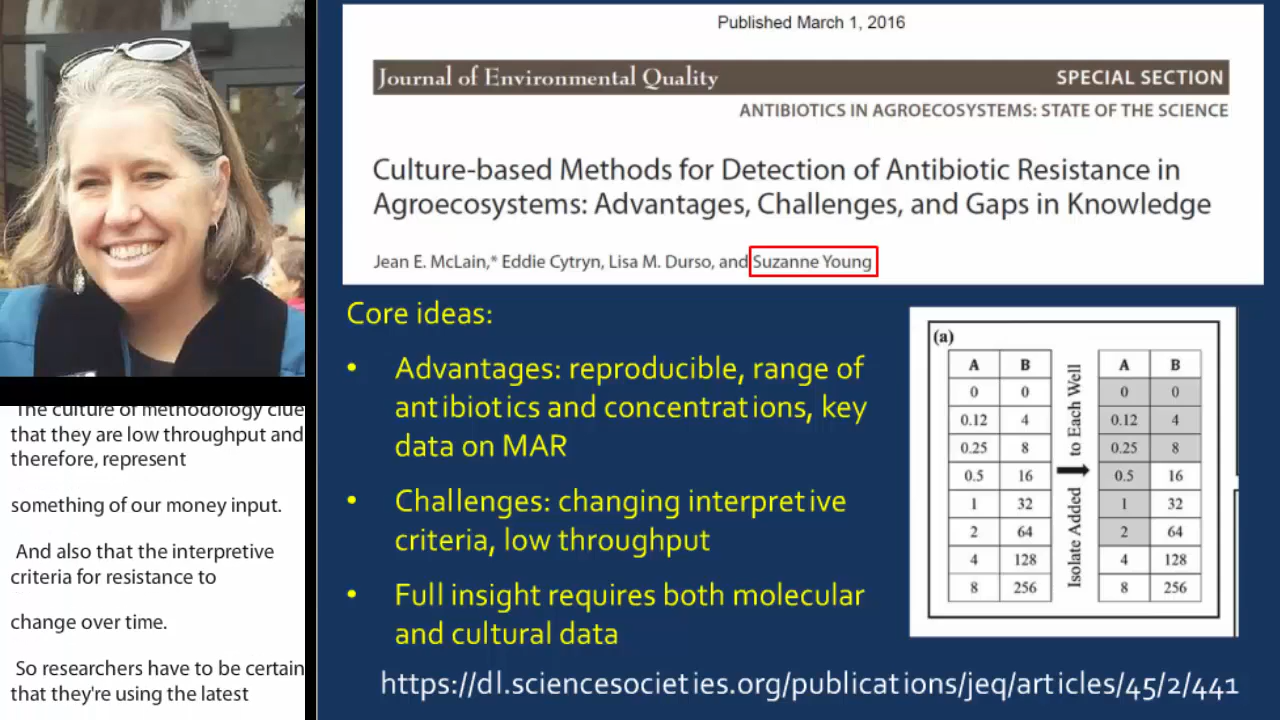 Published March 1, 2016
Journal of Environmental Quality
SPECIAL SECTION
ANTIBIOTICS IN AGROECOSYSTEMS: STATE OF THE SCIENCE
Culture-based Methods for Detection of Antibiotic Resistance in
Agroecosystems: Advantages, Challenges, and Gaps in Knowledge
Jean E. McLain,* Eddie Cytryn, Lisa M. Durso, and Suzanne Young
Core ideas:
• Advantages: reproducible, range of
antibiotics and concentrations, key
data on MAR
• Challenges: changing interpretive
criteria, low throughput
• Full insight requires both molecular
and cultural data
(a)
A B
0 0
0.12 4
0.25 8
0.5 16
1 32
2 64
4 128
8 256
Isolate Added to Each Well
A B
0 0
0.12 4
0.25 8
0.5 16
1 32
2 64
4 128
8 256
https://dl.sciencesocieties.org/publications/jeq/articles/45/2/441
The culture of methodology clue
that they are low throughput and
therefore, represent
something of our money input.
And also that the interpretive
criteria for resistance to
change over time.
So researchers have to be certain
that they're using the latest